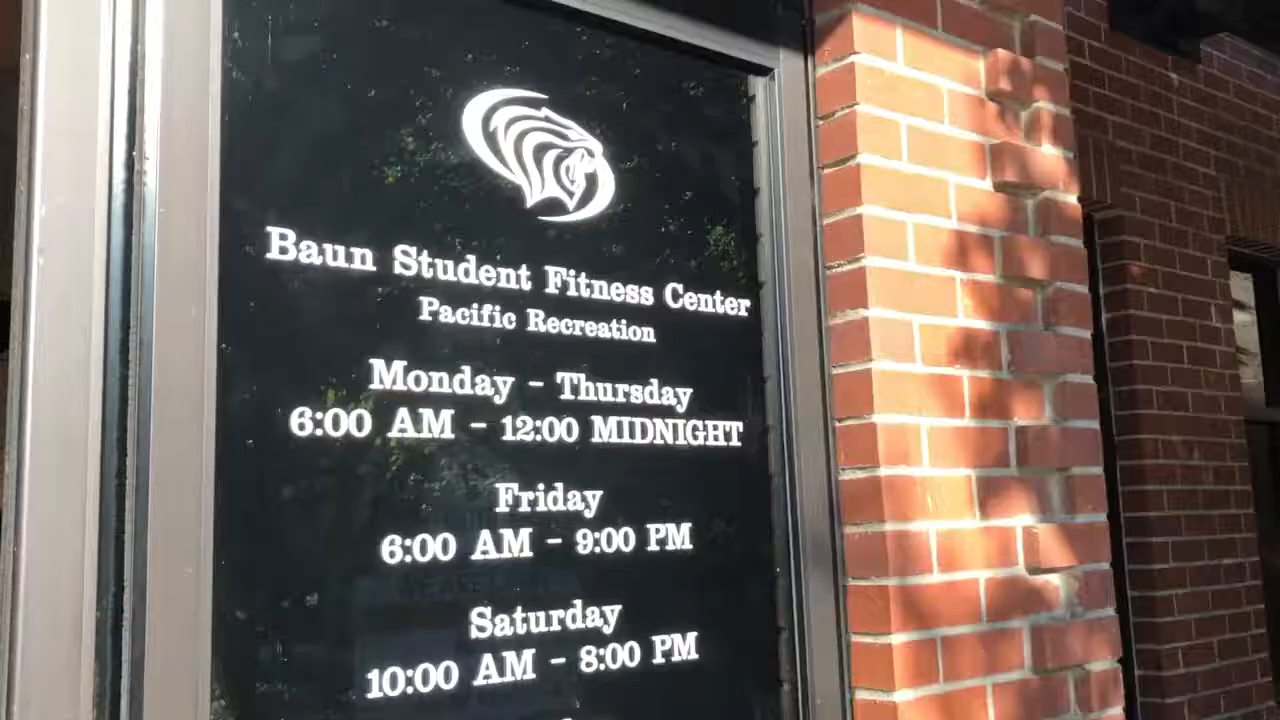 Baun Student Fitness Center
Pacific Recreation
Monday - Thursday
6:00 AM - 12:00 MIDNIGHT
Friday
6:00 AM - 9:00 PM
Saturday
10:00 AM - 8:00 PM